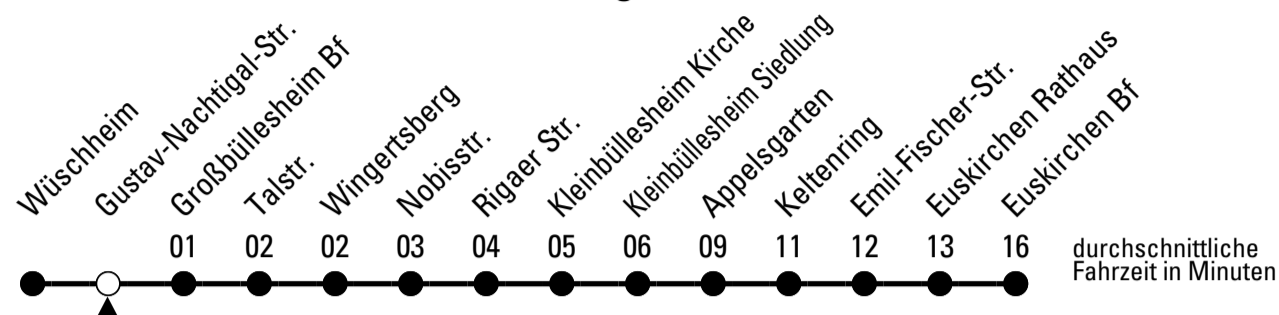 Wüschheim
Gustav-Nachtigal-Str.
Großbüllesheim Bf
Talstr.
Wingertsberg
Nobisstr.
Rigaer Str.
Kleinbüllesheim Kirche
Kleinbüllesheim Siedlung
Appelsgarten
Keltenring
Emil-Fischer-Str.
Euskirchen Rathaus
Euskirchen Bf
01 02 02 03 04 05 06 09 11 12 13 16
durchschnittliche
Fahrzeit in Minuten